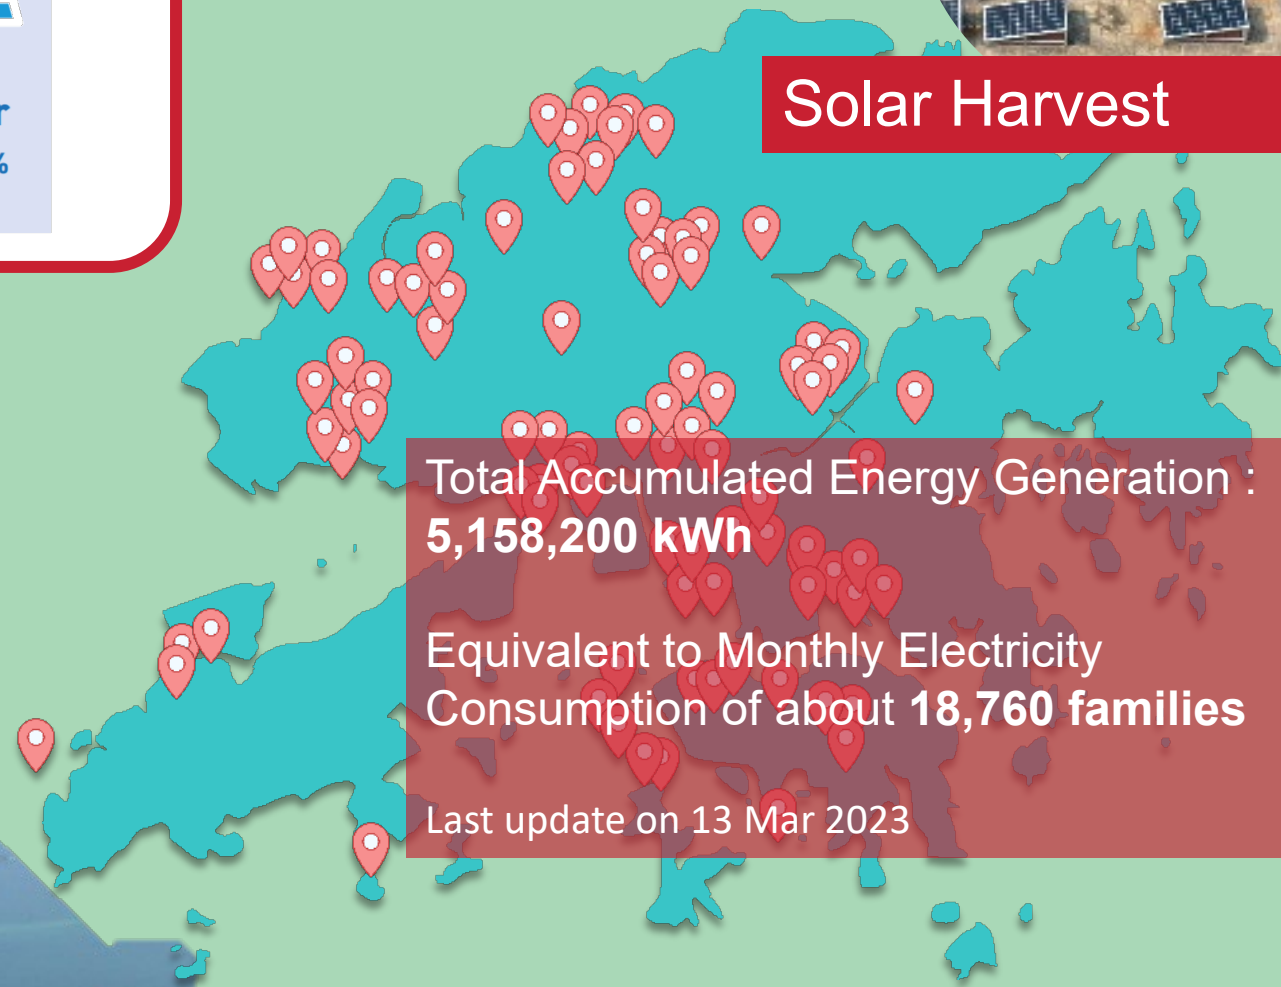 r
%
Solar Harvest
Total Accumulated Energy Generation :
5,158,200 kWh
Equivalent to Monthly Electricity
Consumption of about 18,760 families
Last update on 13 Mar 2023